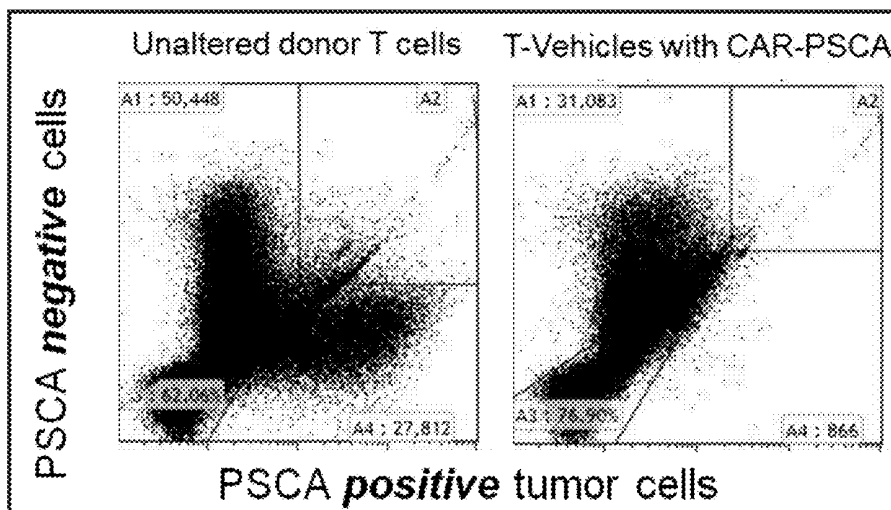 Unaltered donor T cells
T-Vehicles with CAR-PSCA
A1 : 50,448
A2
A4 : 27,812
A1 : 31,083
A2
A3 :
A4 : 866
PSCA negative cells
PSCA positive tumor cells